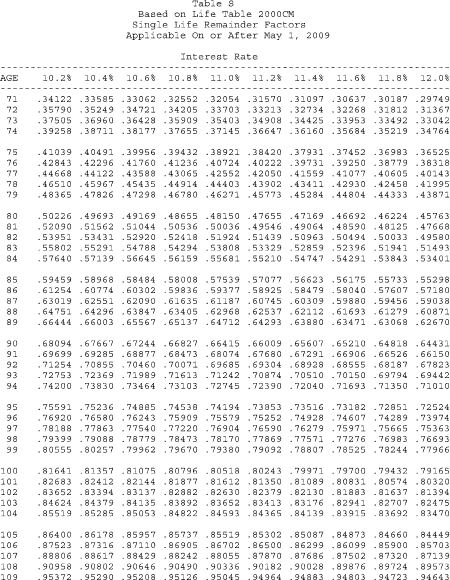 Table S
Based on Life Table 2000CM
Single Life Remainder Factors
Applicable On or After May 1, 2009
Interest Rate
AGE 10.2% 10.4% 10.6% 10.8% 11.0% 11.2% 11.4% 11.6% 11.8% 12.0%
71 .34122 .33585 .33062 .32552 .32054 .31570 .31097 .30637 .30187 .29749
72 .35790 .35249 .34721 .34205 .33703 .33213 .32734 .32268 .31812 .31367
73 .37505 .36960 .36428 .35909 .35403 .34908 .34425 .33953 .33492 .33042
74 .39258 .38711 .38177 .37655 .37145 .36647 .36160 .35684 .35219 .34764
75 .41039 .40491 .39956 .39432 .38921 .38420 .37931 .37452 .36983 .36525
76 .42843 .42296 .41760 .41236 .40724 .40222 .39731 .39250 .38779 .38318
77 .44668 .44122 .43588 .43065 .42552 .42050 .41559 .41077 .40605 .40143
78 .46510 .45967 .45435 .44914 .44403 .43902 .43411 .42930 .42458 .41995
79 .48365 .47826 .47298 .46780 .46271 .45773 .45284 .44804 .44333 .43871
80 .50226 .49693 .49169 .48655 .48150 .47655 .47169 .46692 .46224 .45763
81 .52090 .51562 .51044 .50536 .50036 .49546 .49064 .48590 .48125 .47668
82 .53951 .53431 .52920 .52418 .51924 .51439 .50963 .50494 .50033 .49580
83 .55802 .55291 .54788 .54294 .53808 .53329 .52859 .52396 .51941 .51493
84 .57640 .57139 .56645 .56159 .55681 .55210 .54747 .54291 .53843 .53401
85 .59459 .58968 .58484 .58008 .57539 .57077 .56623 .56175 .55733 .55298
86 .61254 .60774 .60302 .59836 .59377 .58925 .58479 .58040 .57607 .57180
87 .63019 .62551 .62090 .61635 .61187 .60745 .60309 .59880 .59456 .59038
88 .64751 .64296 .63847 .63405 .62968 .62537 .62112 .61693 .61279 .60871
89 .66444 .66003 .65567 .65137 .64712 .64293 .63880 .63471 .63068 .62670
90 .68094 .67667 .67244 .66827 .66415 .66009 .65607 .65210 .64818 .64431
91 .69699 .69285 .68877 .68473 .68074 .67680 .67291 .66906 .66526 .66150
92 .71254 .70855 .70460 .70071 .69685 .69304 .68928 .68555 .68187 .67823
93 .72753 .72369 .71989 .71613 .71242 .70874 .70510 .70150 .69794 .69442
94 .74200 .73830 .73464 .73103 .72745 .72390 .72040 .71693 .71350 .71010
95 .75591 .75236 .74885 .74538 .74194 .73853 .73516 .73182 .72851 .72524
96 .76920 .76580 .76243 .75909 .75579 .75252 .74928 .74607 .74289 .73974
97 .78188 .77863 .77540 .77220 .76904 .76590 .76279 .75971 .75665 .75363
98 .79399 .79088 .78779 .78473 .78170 .77869 .77571 .77276 .76983 .76693
99 .80555 .80257 .79962 .79670 .79380 .79092 .78807 .78525 .78244 .77966
100 .81641 .81357 .81075 .80796 .80518 .80243 .79971 .79700 .79432 .79165
101 .82683 .82412 .82144 .81877 .81612 .81350 .81089 .80831 .80574 .80320
102 .83652 .83394 .83137 .82882 .82630 .82379 .82130 .81883 .81637 .81394
103 .84624 .84379 .84135 .83892 .83652 .83413 .83176 .82941 .82707 .82475
104 .85519 .85285 .85053 .84822 .84593 .84365 .84139 .83915 .83692 .83470
105 .86400 .86178 .85957 .85737 .85519 .85302 .85087 .84873 .84660 .84449
106 .87523 .87316 .87110 .86905 .86702 .86500 .86299 .86099 .85900 .85703
107 .88806 .88617 .88429 .88242 .88055 .87870 .87686 .87502 .87320 .87139
108 .90958 .90802 .90646 .90490 .90336 .90182 .90028 .89876 .89724 .89573
109 .95372 .95290 .95208 .95126 .95045 .94964 .94883 .94803 .94723 .94643